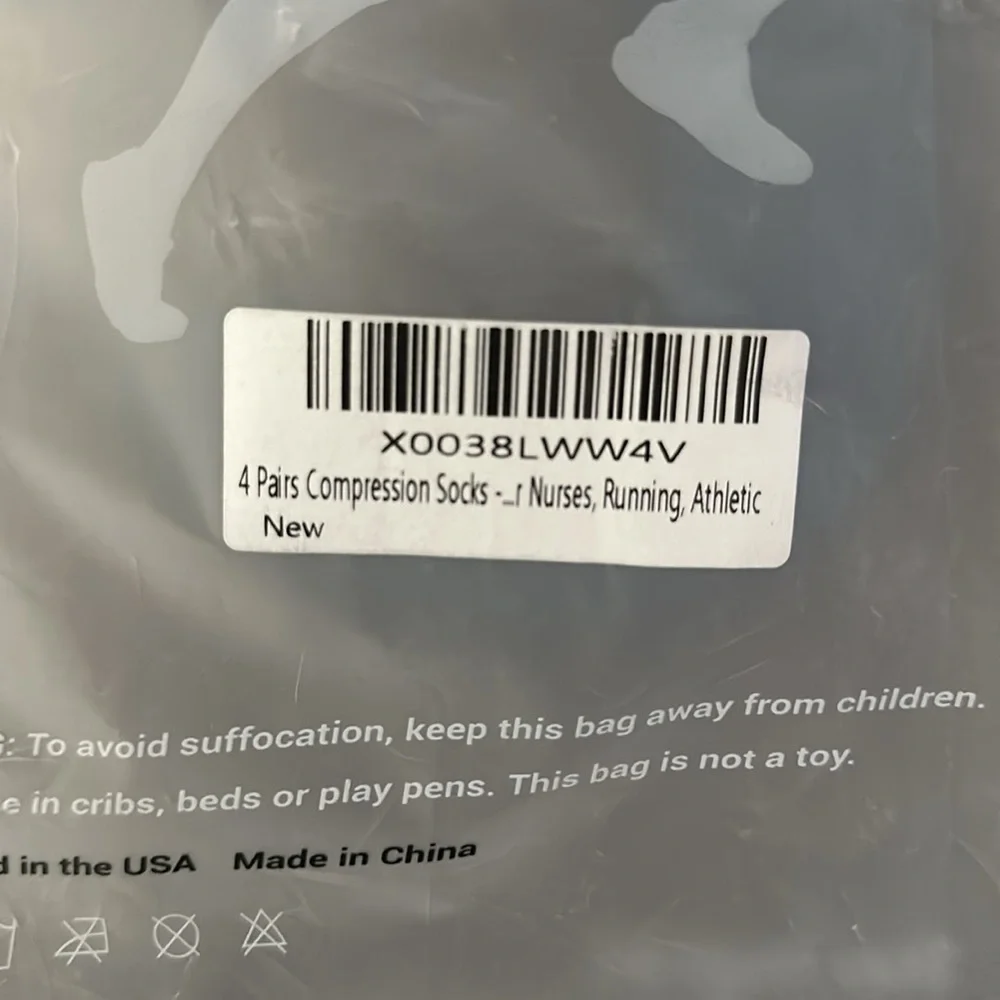 X0038LWW4V
4 Pairs Compression Socks -...r Nurses, Running, Athletic
New
: To avoid suffocation, keep this bag away from children.
in cribs, beds or play pens. This bag is not a toy.
in the USA Made in China